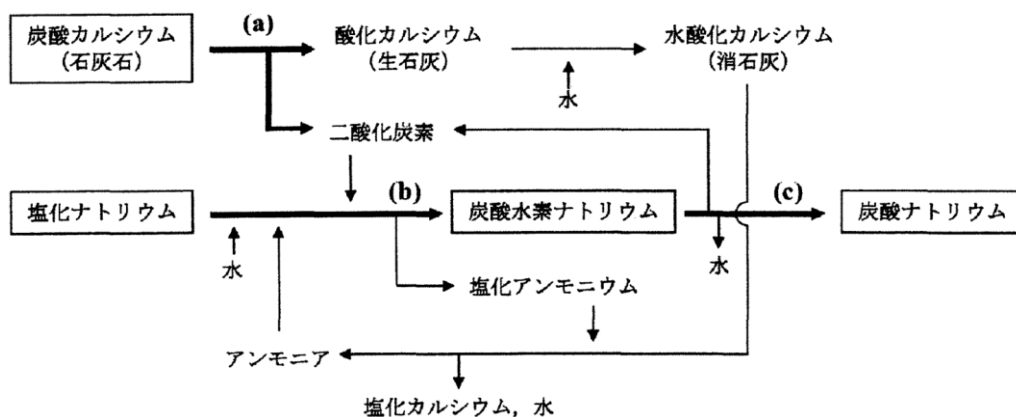 炭酸カルシウム
（石灰石）
(a)
酸化カルシウム
（生石灰）
水酸化カルシウム
（消石灰）
水
二酸化炭素
塩化ナトリウム
(b)
炭酸水素ナトリウム
(c)
炭酸ナトリウム
水
水
塩化アンモニウム
アンモニア
塩化カルシウム，水